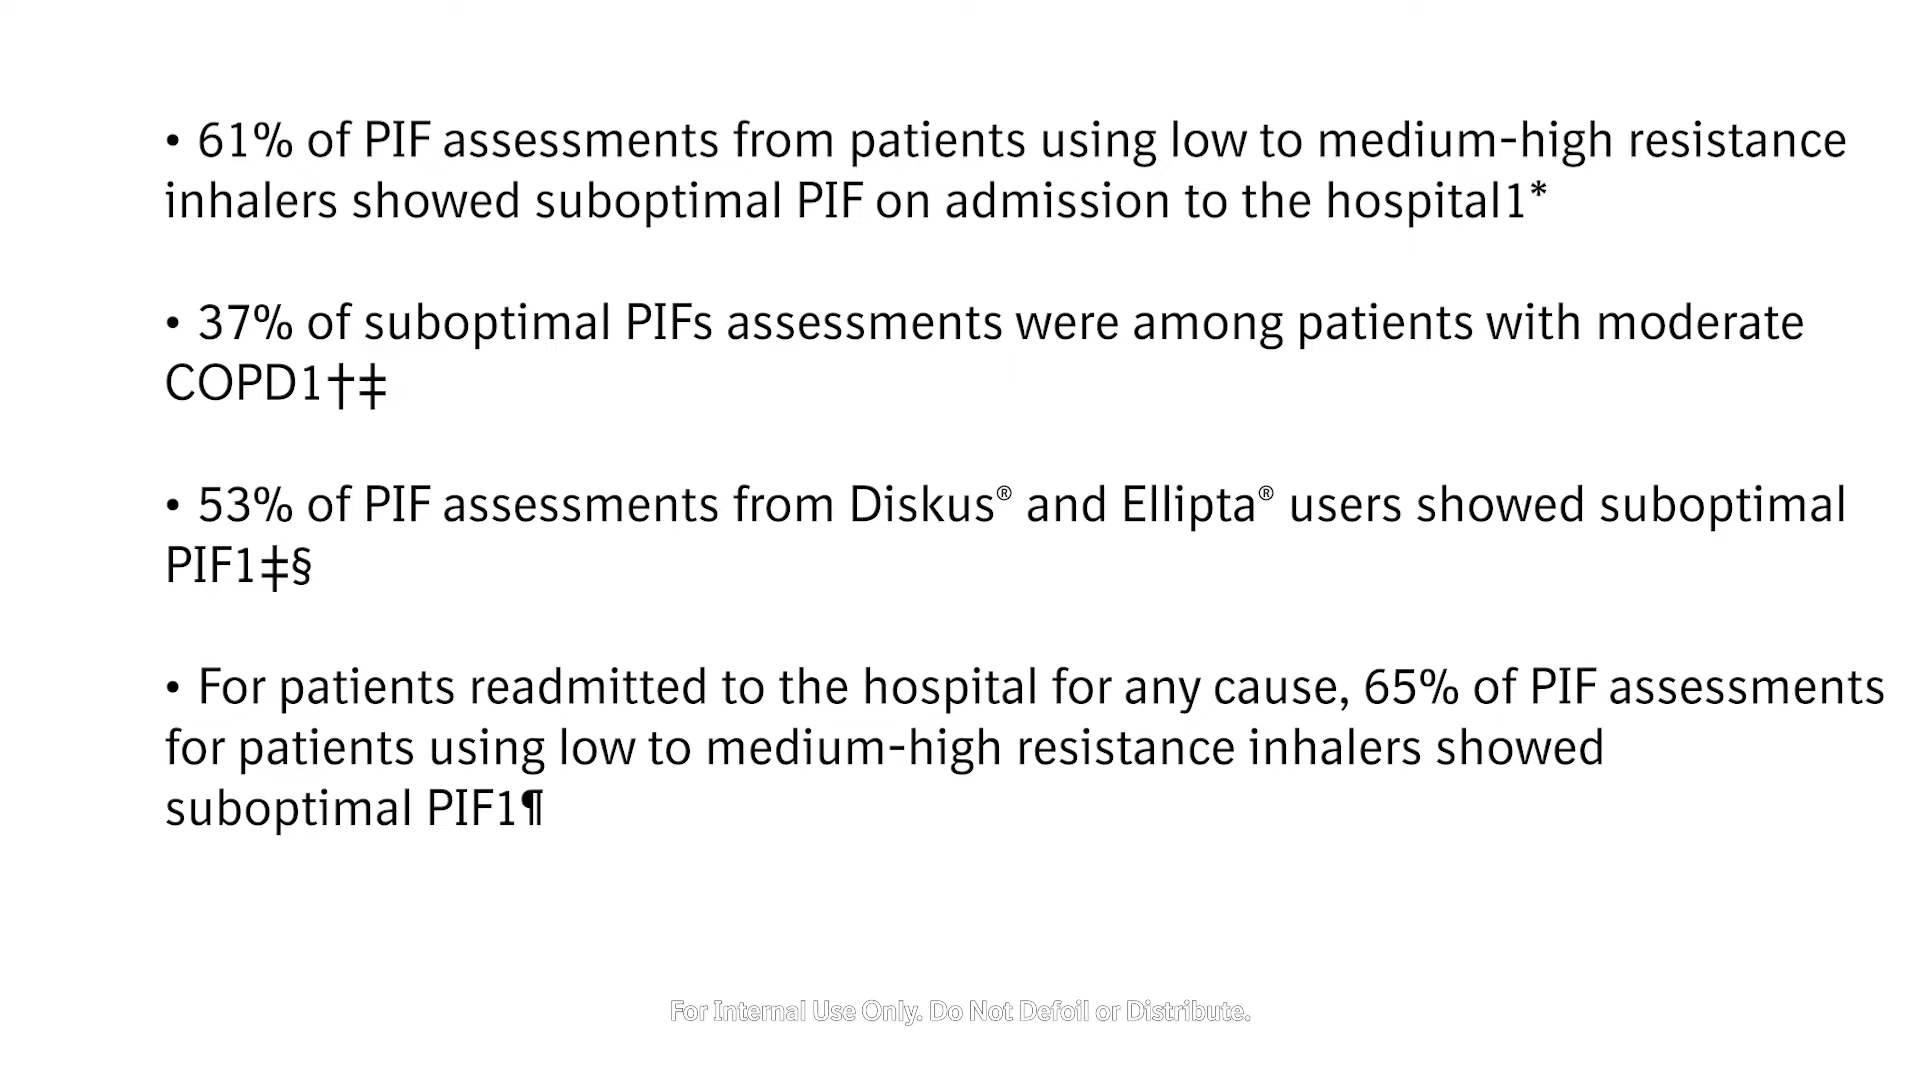 • 61% of PIF assessments from patients using low to medium-high resistance
inhalers showed suboptimal PIF on admission to the hospital1*
• 37% of suboptimal PIFs assessments were among patients with moderate
COPD1†‡
• 53% of PIF assessments from Diskus® and Ellipta® users showed suboptimal
PIF1‡§
• For patients readmitted to the hospital for any cause, 65% of PIF assessments
for patients using low to medium-high resistance inhalers showed
suboptimal PIF1¶
For Internal Use Only. Do Not Defoil or Distribute.